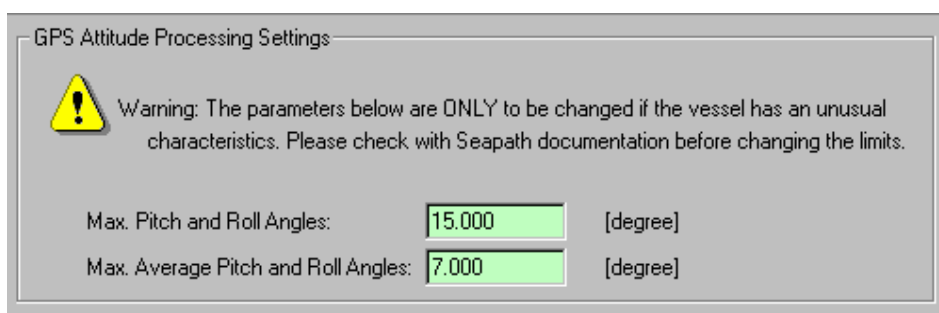 GPS Attitude Processing Settings
Warning: The parameters below are ONLY to be changed if the vessel has an unusual
characteristics. Please check with Seapath documentation before changing the limits.
Max. Pitch and Roll Angles: 15.000 [degree]
Max. Average Pitch and Roll Angles: 7.000 [degree]